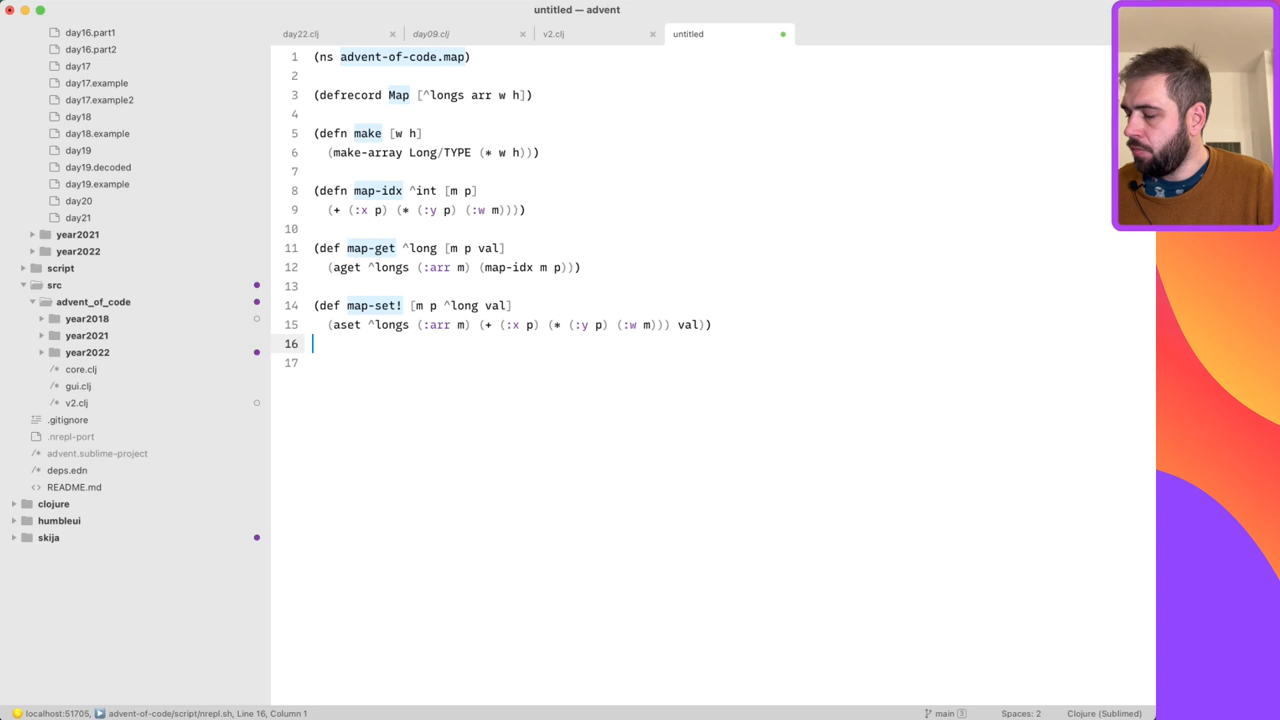 untitled — advent
day22.clj
day09.clj
v2.clj
untitled
day16.part1
day16.part2
day17
day17.example
day17.example2
day18
day18.example
day19
day19.decoded
day19.example
day20
day21
year2021
year2022
script
src
advent_of_code
year2018
year2021
year2022
core.clj
gui.clj
v2.clj
.gitignore
.nrepl-port
advent.sublime-project
deps.edn
README.md
clojure
humbleui
skija
1 (ns advent-of-code.map)
2
3 (defrecord Map [^longs arr w h])
4
5 (defn make [w h]
6 (make-array Long/TYPE (* w h)))
7
8 (defn map-idx ^int [m p]
9 (+ (:x p) (* (:y p) (:w m))))
10
11 (def map-get ^long [m p val]
12 (aget ^longs (:arr m) (map-idx m p)))
13
14 (def map-set! [m p ^long val]
15 (aset ^longs (:arr m) (+ (:x p) (* (:y p) (:w m))) val))
16
17
localhost:51705, advent-of-code/script/nrepl.sh, Line 16, Column 1
main 3
Spaces: 2
Clojure (Sublimed)